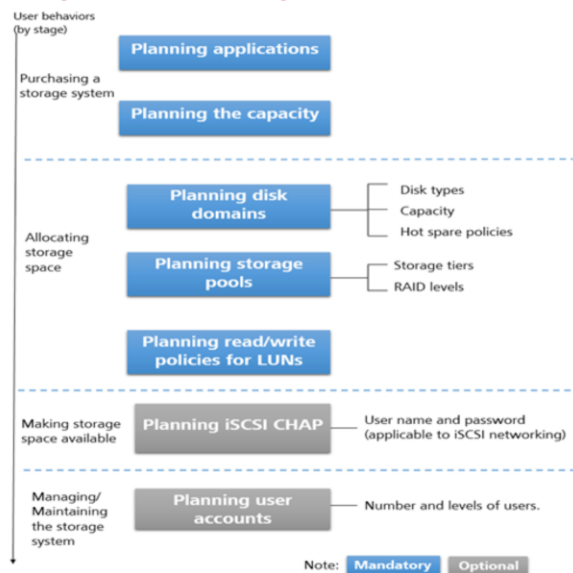 User behaviors
(by stage)
Planning applications
Purchasing a
storage system
Planning the capacity
Planning disk
domains
Disk types
Capacity
Hot spare policies
Allocating
storage
space
Planning storage
pools
Storage tiers
RAID levels
Planning read/write
policies for LUNs
Making storage
space available
Planning iSCSI CHAP
User name and password
(applicable to iSCSI networking)
Managing/
Maintaining
the storage
system
Planning user
accounts
Number and levels of users.
Note: Mandatory Optional